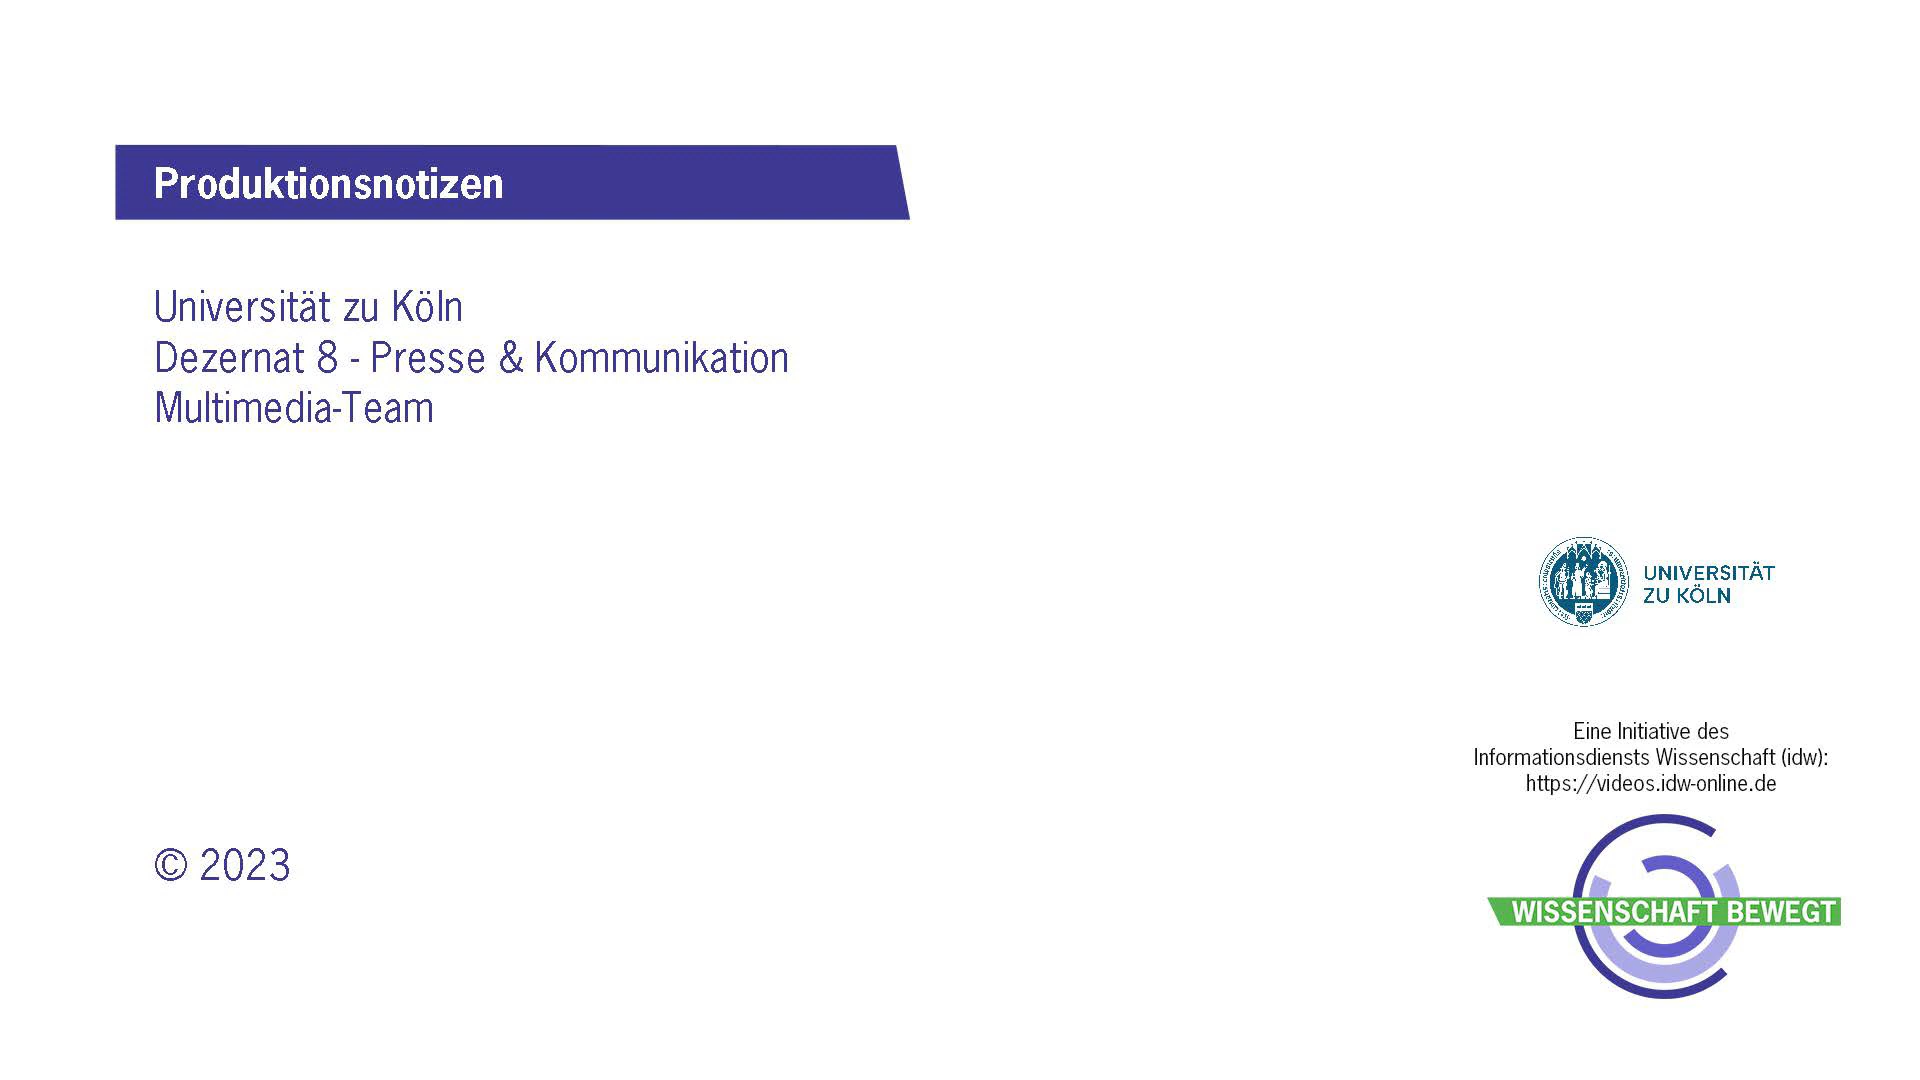 Produktionsnotizen
Universität zu Köln
Dezernat 8 - Presse & Kommunikation
Multimedia-Team
UNIVERSITÄT
ZU KÖLN
Eine Initiative des
Informationsdiensts Wissenschaft (idw):
https://videos.idw-online.de
WISSENSCHAFT BEWEGT
© 2023